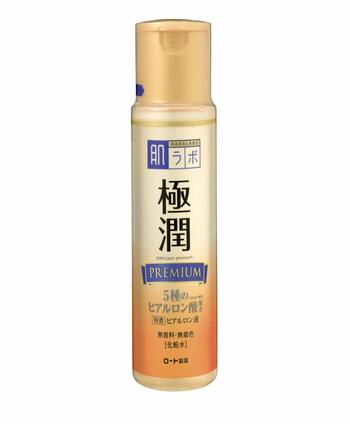 HADALABO
肌ラボ
極潤
gokujyun premium
PREMIUM
5種の
ヒアルロン酸配合
特濃 ヒアルロン液
無香料・無着色
[化粧水]
ロート製薬